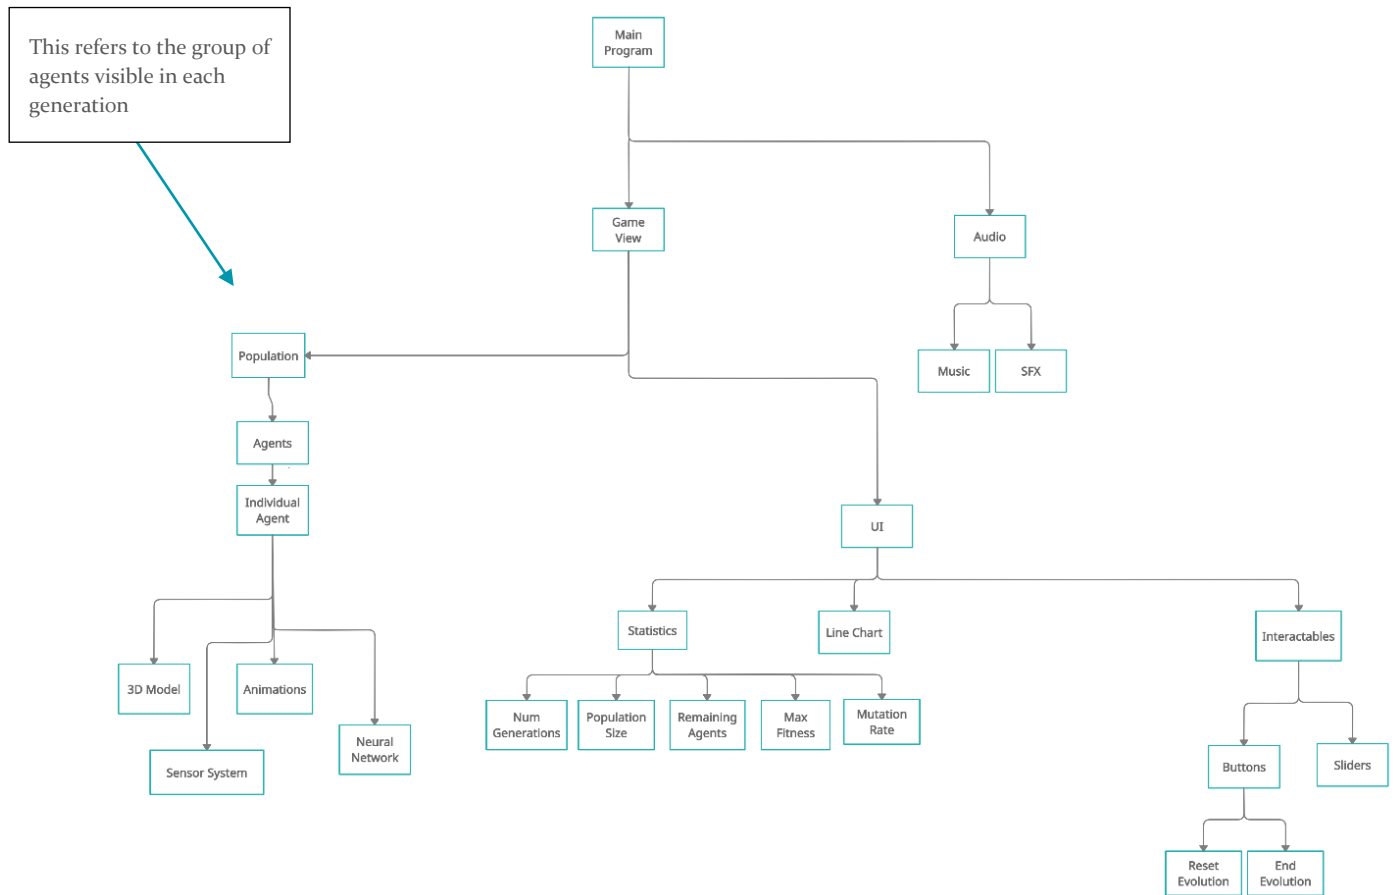 This refers to the group of
agents visible in each
generation
Main
Program
Game
View
Audio
Population
Music
SFX
Agents
Individual
Agent
UI
Statistics
Line Chart
Interactables
3D Model
Animations
Num
Generations
Population
Size
Remaining
Agents
Max
Fitness
Mutation
Rate
Neural
Network
Sensor System
Buttons
Sliders
Reset
Evolution
End
Evolution